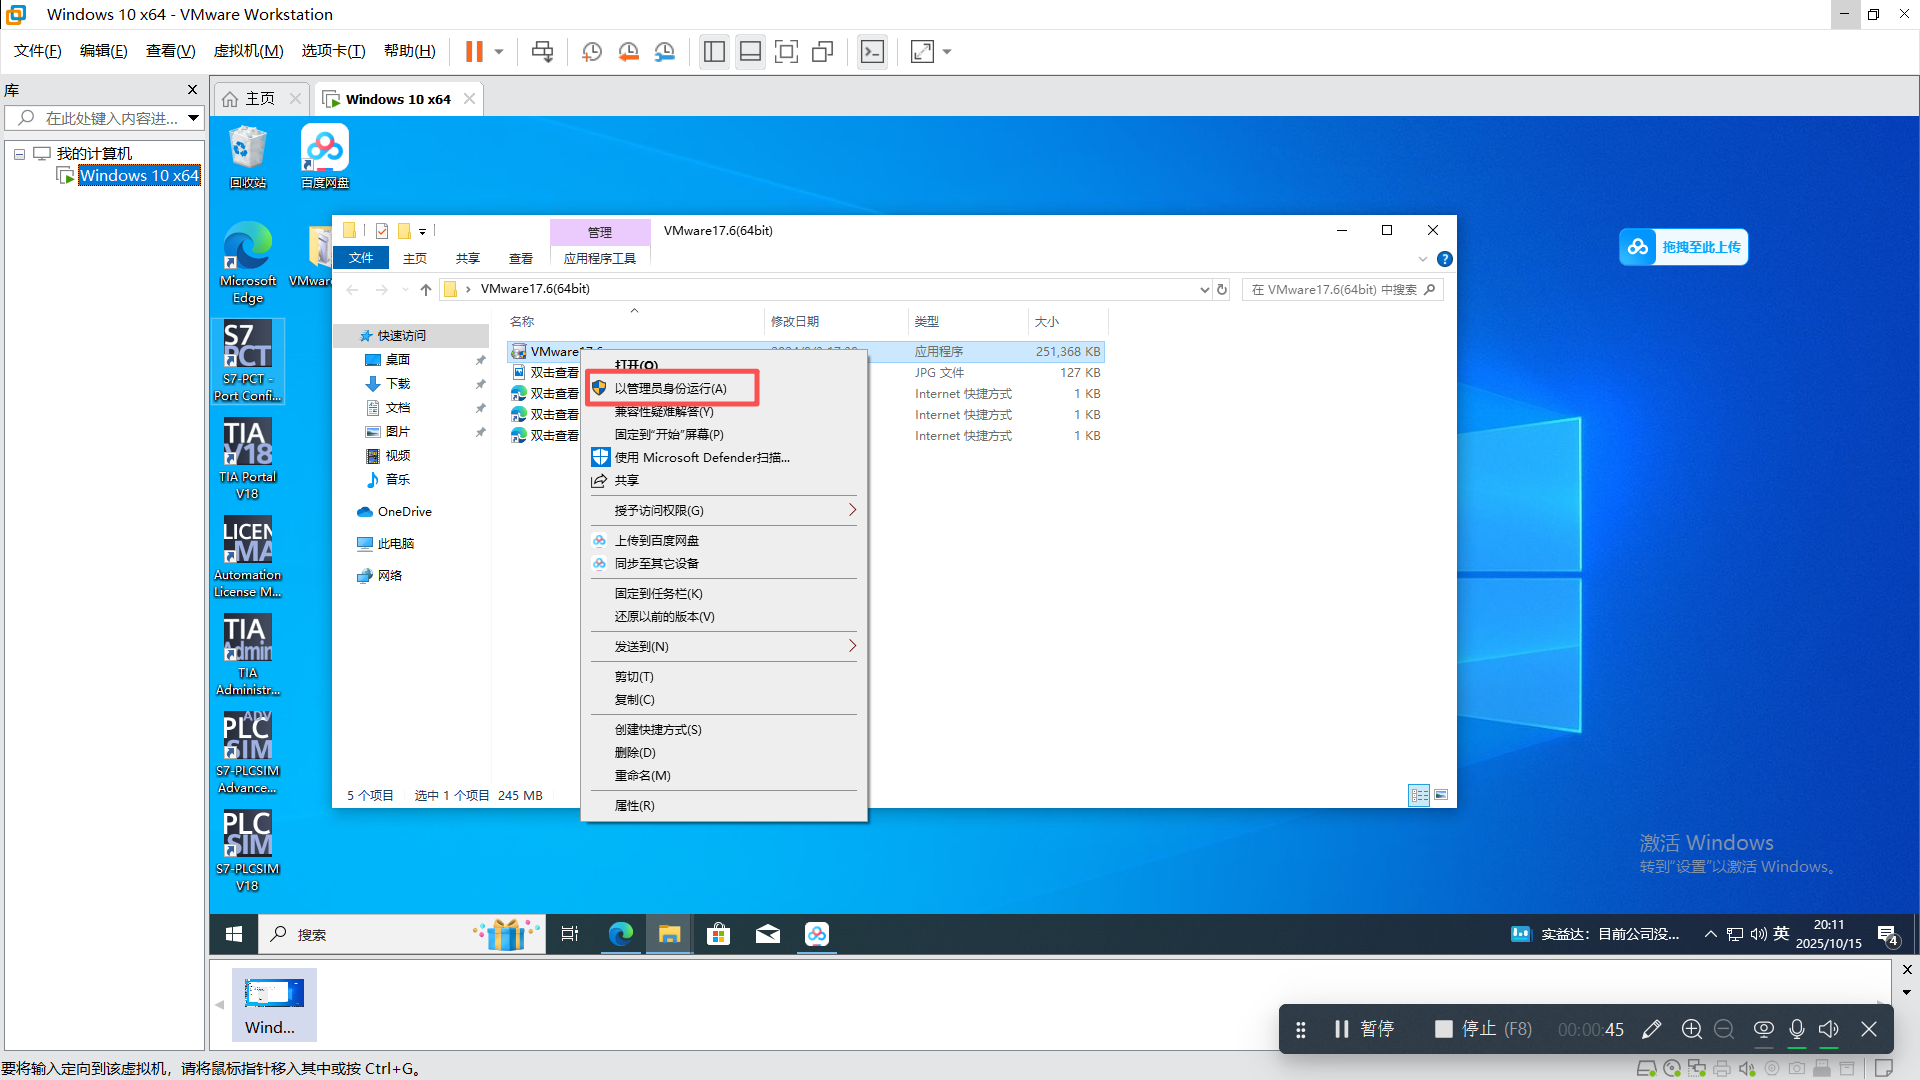 Windows 10 x64 - VMware Workstation
文件(F) 编辑(E) 查看(V) 虚拟机(M) 选项卡(T) 帮助(H)
库
在此处键入内容进...
我的计算机
Windows 10 x64
主页
Windows 10 x64
回收站
百度网盘
Microsoft Edge
S7-PCT - Port Confi...
TIA V18
TIA Portal V18
Automation License M...
TIA Admin
TIA Administr...
PLC SIM ADV
S7-PLCSIM Advance...
PLC SIM
S7-PLCSIM V18
管理
VMware17.6(64bit)
文件 主页 共享 查看 应用程序工具
VMware17.6(64bit)
在 VMware17.6(64bit) 中搜索
名称 修改日期 类型 大小
快速访问
桌面
下载
文档
图片
视频
音乐
OneDrive
此电脑
网络
应用程序 251,368 KB
双击查看 JPG 文件 127 KB
双击查看 Internet 快捷方式 1 KB
双击查看 Internet 快捷方式 1 KB
双击查看 Internet 快捷方式 1 KB
打开(O)
以管理员身份运行(A)
兼容性疑难解答(Y)
固定到“开始”屏幕(P)
使用 Microsoft Defender扫描...
共享
授予访问权限(G)
上传到百度网盘
同步至其它设备
固定到任务栏(K)
还原以前的版本(V)
发送到(N)
剪切(T)
复制(C)
创建快捷方式(S)
删除(D)
重命名(M)
属性(R)
5 个项目 选中 1 个项目 245 MB
拖拽至此上传
激活 Windows
转到“设置”以激活 Windows。
搜索
实益达：目前公司没...
英
20:11
2025/10/15
4
Wind...
暂停
停止 (F8)
00:00:45
要将输入定向到该虚拟机，请将鼠标指针移入其中或按 Ctrl+G。